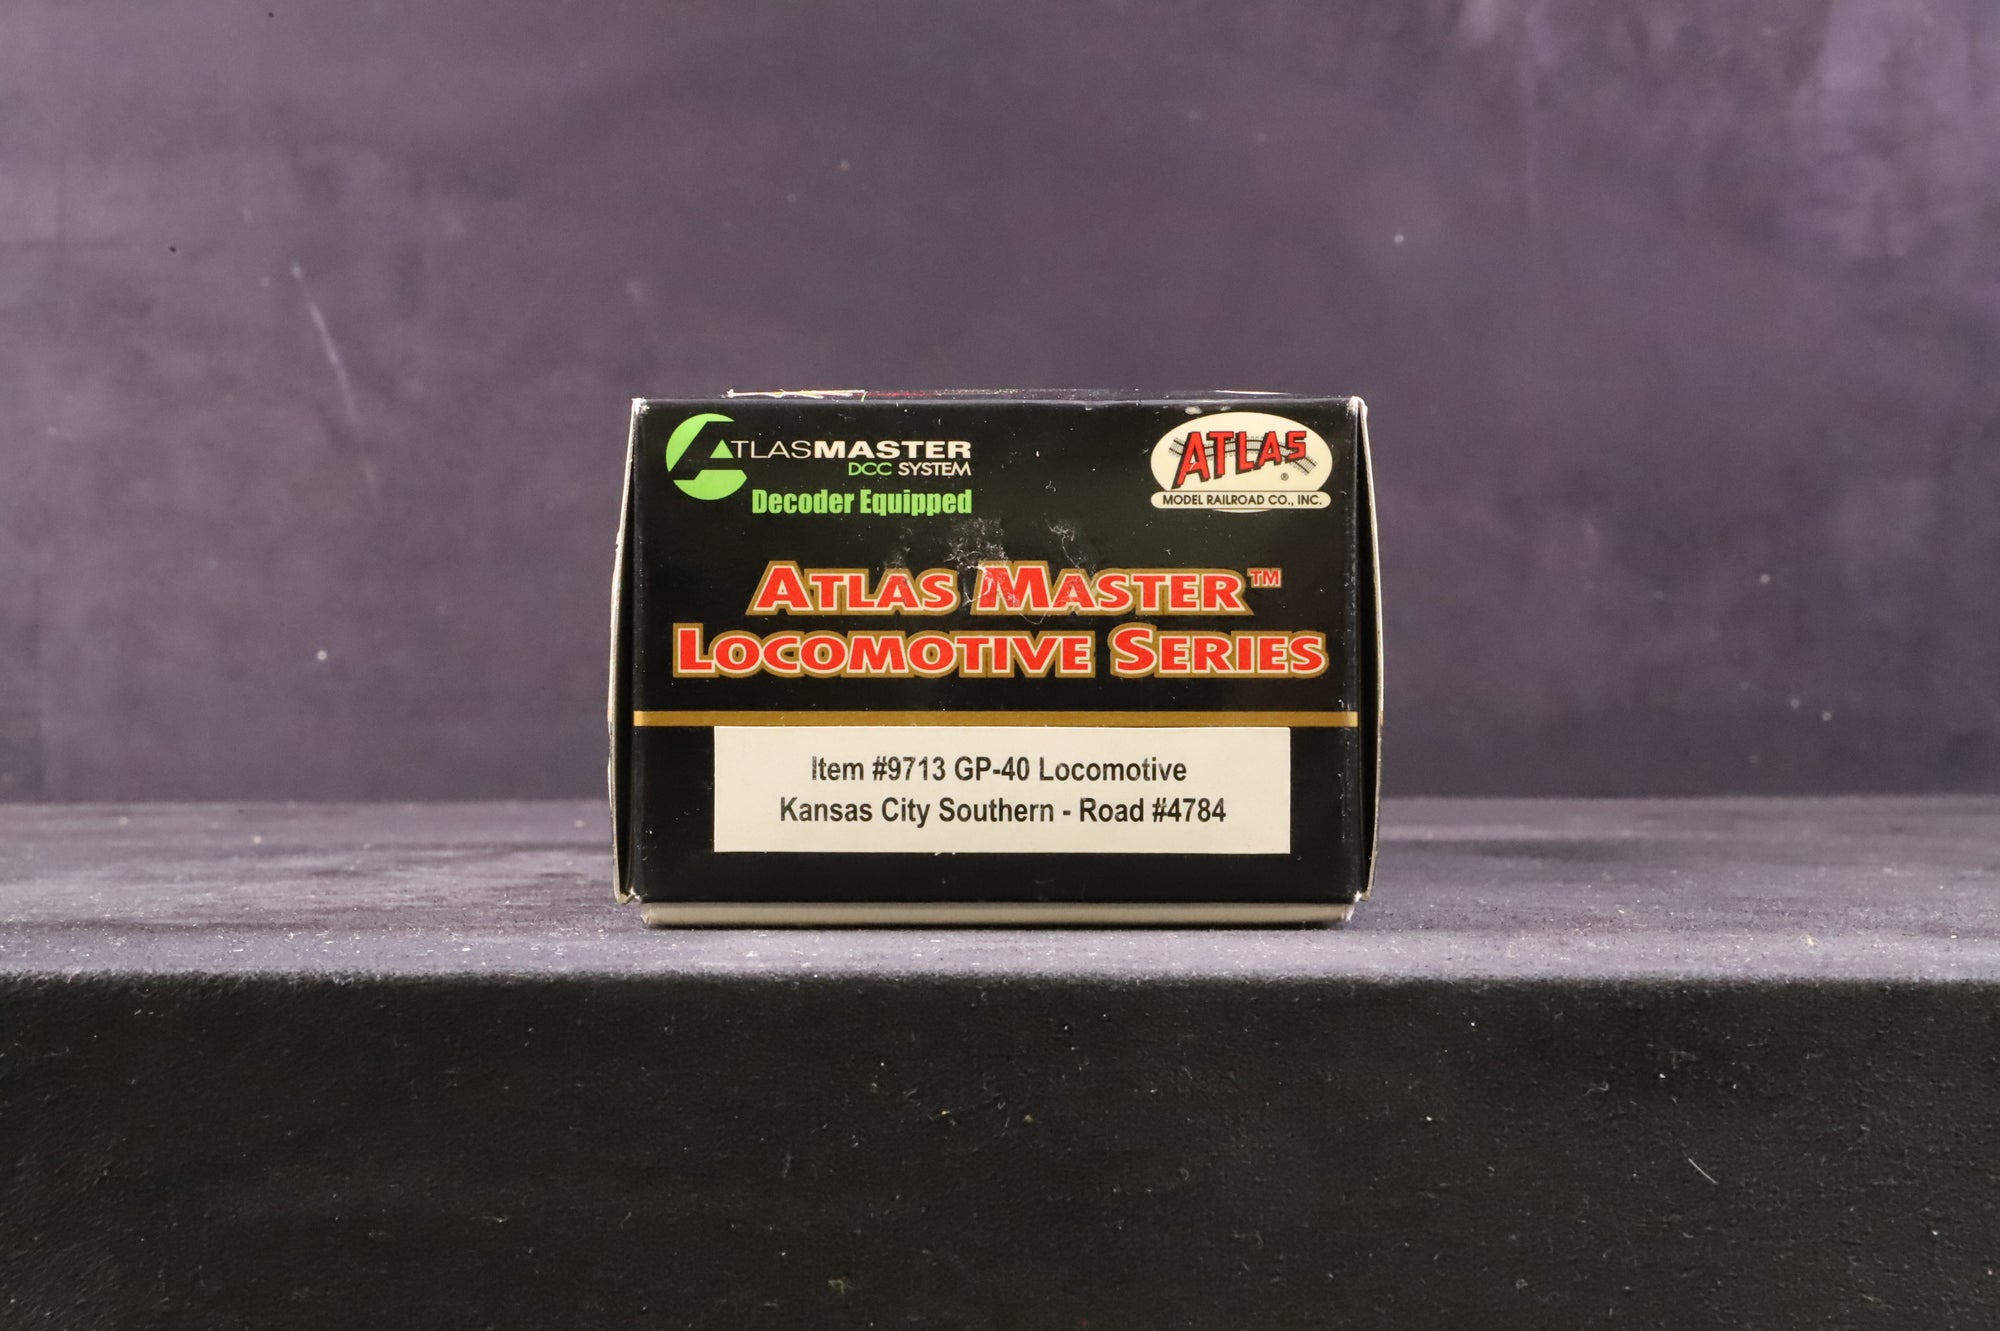 ATLASMASTER
DCC SYSTEM
Decoder Equipped
ATLAS
®
MODEL RAILROAD CO., INC.
ATLAS MASTER™
LOCOMOTIVE SERIES
Item #9713 GP-40 Locomotive
Kansas City Southern - Road #4784